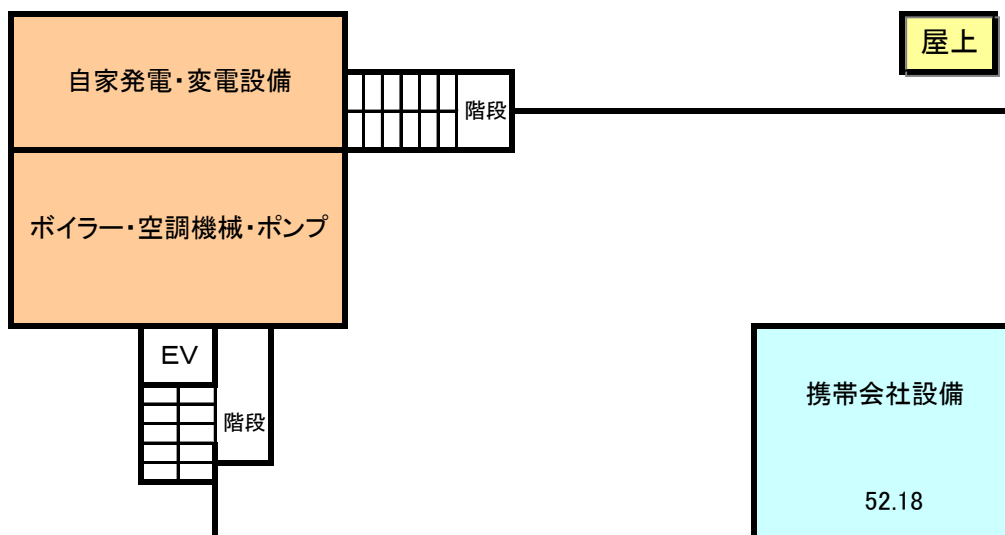 屋上
自家発電・変電設備
階段
ボイラー・空調機械・ポンプ
ＥＶ
階段
携帯会社設備
52.18